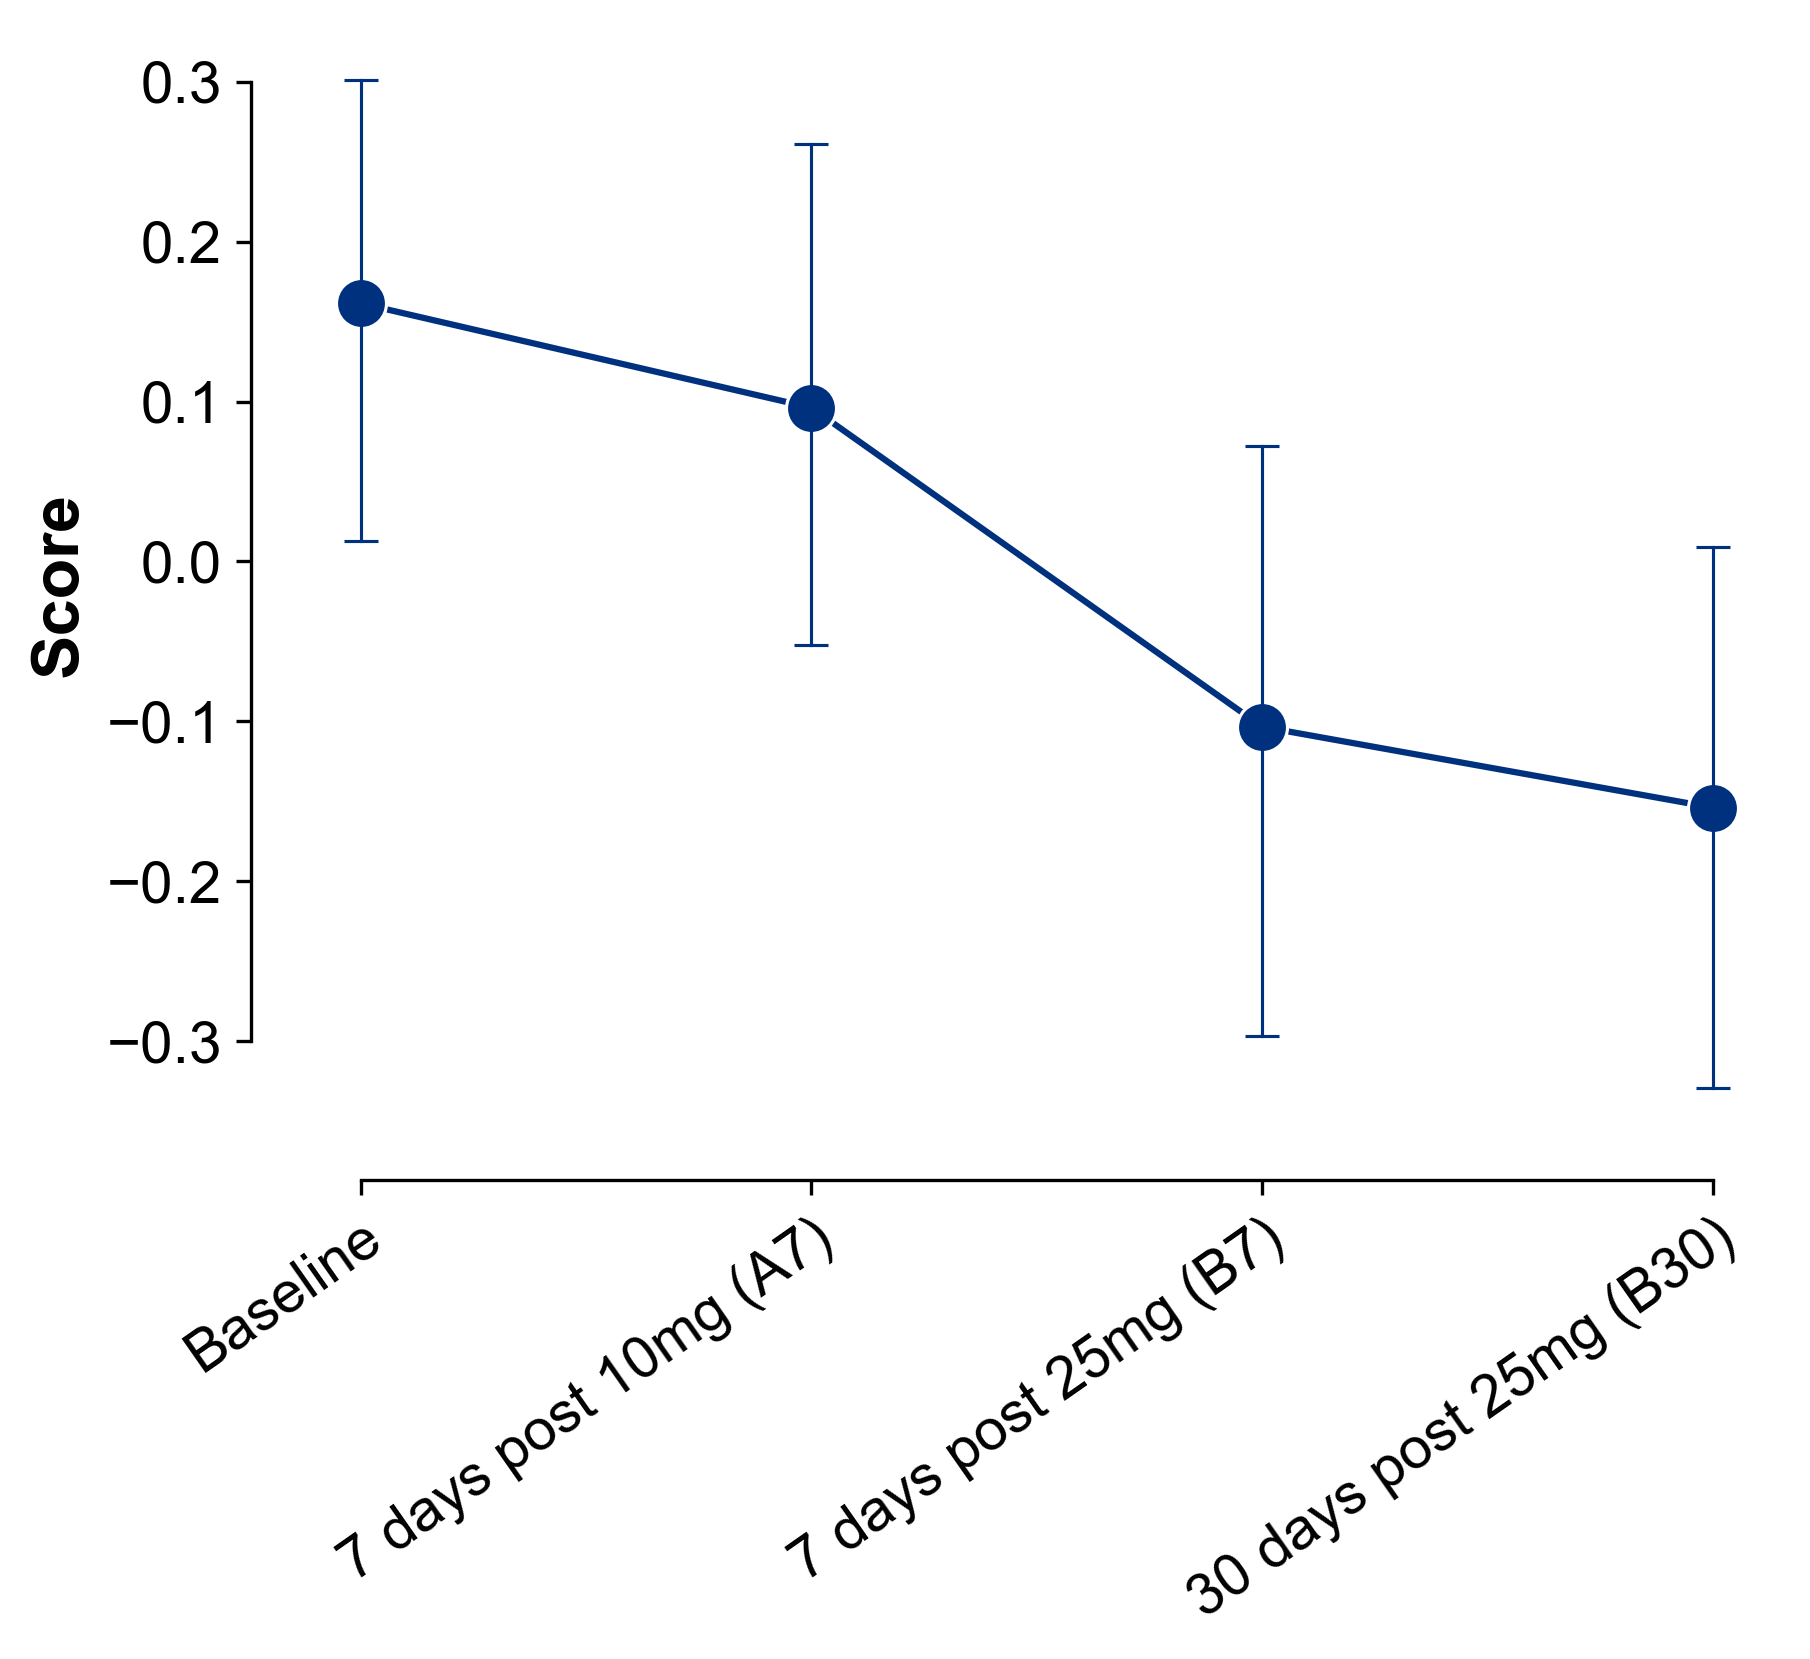 0.3
0.2
0.1
0.0
−0.1
−0.2
−0.3
Score
Baseline
7 days post 10mg (A7)
7 days post 25mg (B7)
30 days post 25mg (B30)